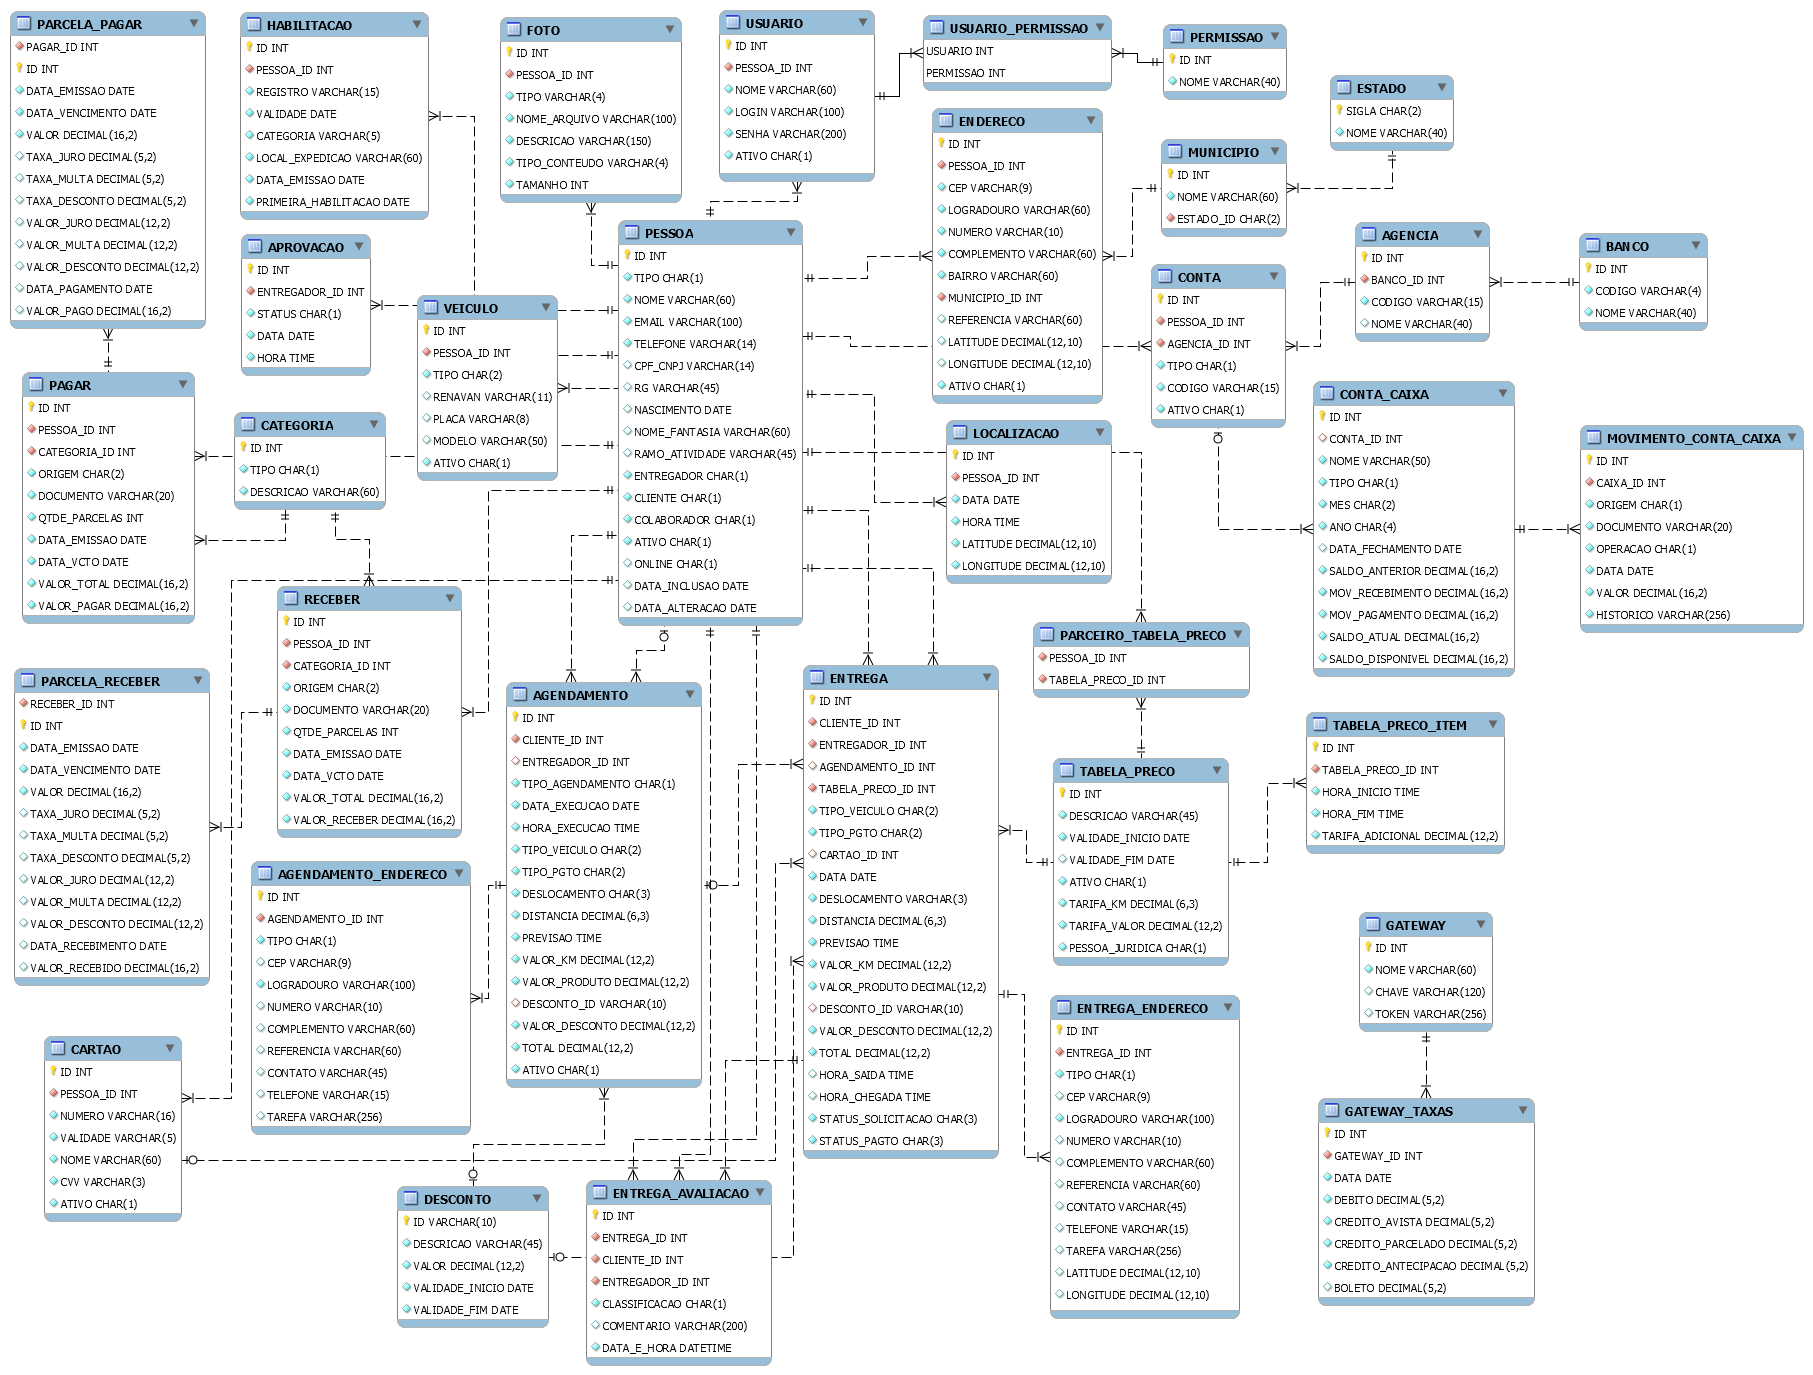 PARCELA_PAGAR
PAGAR_ID INT
ID INT
DATA_EMISSAO DATE
DATA_VENCIMENTO DATE
VALOR DECIMAL(16,2)
TAXA_JURO DECIMAL(5,2)
TAXA_MULTA DECIMAL(5,2)
TAXA_DESCONTO DECIMAL(5,2)
VALOR_JURO DECIMAL(12,2)
VALOR_MULTA DECIMAL(12,2)
VALOR_DESCONTO DECIMAL(12,2)
DATA_PAGAMENTO DATE
VALOR_PAGO DECIMAL(16,2)
HABILITACAO
ID INT
PESSOA_ID INT
REGISTRO VARCHAR(15)
VALIDADE DATE
CATEGORIA VARCHAR(5)
LOCAL_EXPEDICAO VARCHAR(60)
DATA_EMISSAO DATE
PRIMEIRA_HABILITACAO DATE
FOTO
ID INT
PESSOA_ID INT
TIPO VARCHAR(4)
NOME_ARQUIVO VARCHAR(100)
DESCRICAO VARCHAR(150)
TIPO_CONTEUDO VARCHAR(4)
TAMANHO INT
USUARIO
ID INT
PESSOA_ID INT
NOME VARCHAR(60)
LOGIN VARCHAR(100)
SENHA VARCHAR(200)
ATIVO CHAR(1)
USUARIO_PERMISSAO
USUARIO INT
PERMISSAO INT
PERMISSAO
ID INT
NOME VARCHAR(40)
ESTADO
SIGLA CHAR(2)
NOME VARCHAR(40)
ENDERECO
ID INT
PESSOA_ID INT
CEP VARCHAR(9)
LOGRADOURO VARCHAR(60)
NUMERO VARCHAR(10)
COMPLEMENTO VARCHAR(60)
BAIRRO VARCHAR(60)
MUNICIPIO_ID INT
REFERENCIA VARCHAR(60)
LATITUDE DECIMAL(12,10)
LONGITUDE DECIMAL(12,10)
ATIVO CHAR(1)
MUNICIPIO
ID INT
NOME VARCHAR(60)
ESTADO_ID CHAR(2)
APROVACAO
ID INT
ENTREGADOR_ID INT
STATUS CHAR(1)
DATA DATE
HORA TIME
VEICULO
ID INT
PESSOA_ID INT
TIPO CHAR(2)
RENAVAN VARCHAR(11)
PLACA VARCHAR(8)
MODELO VARCHAR(50)
ATIVO CHAR(1)
PESSOA
ID INT
TIPO CHAR(1)
NOME VARCHAR(60)
EMAIL VARCHAR(100)
TELEFONE VARCHAR(14)
CPF_CNPJ VARCHAR(14)
RG VARCHAR(45)
NASCIMENTO DATE
NOME_FANTASIA VARCHAR(60)
RAMO_ATIVIDADE VARCHAR(45)
ENTREGADOR CHAR(1)
CLIENTE CHAR(1)
COLABORADOR CHAR(1)
ATIVO CHAR(1)
ONLINE CHAR(1)
DATA_INCLUSAO DATE
DATA_ALTERACAO DATE
CONTA
ID INT
PESSOA_ID INT
AGENCIA_ID INT
TIPO CHAR(1)
CODIGO VARCHAR(15)
ATIVO CHAR(1)
AGENCIA
ID INT
BANCO_ID INT
CODIGO VARCHAR(15)
NOME VARCHAR(40)
BANCO
ID INT
CODIGO VARCHAR(4)
NOME VARCHAR(40)
PAGAR
ID INT
PESSOA_ID INT
CATEGORIA_ID INT
ORIGEM CHAR(2)
DOCUMENTO VARCHAR(20)
QTDE_PARCELAS INT
DATA_EMISSAO DATE
DATA_VCTO DATE
VALOR_TOTAL DECIMAL(16,2)
VALOR_PAGAR DECIMAL(16,2)
CATEGORIA
ID INT
TIPO CHAR(1)
DESCRICAO VARCHAR(60)
LOCALIZACAO
ID INT
PESSOA_ID INT
DATA DATE
HORA TIME
LATITUDE DECIMAL(12,10)
LONGITUDE DECIMAL(12,10)
CONTA_CAIXA
ID INT
CONTA_ID INT
NOME VARCHAR(50)
TIPO CHAR(1)
MES CHAR(2)
ANO CHAR(4)
DATA_FECHAMENTO DATE
SALDO_ANTERIOR DECIMAL(16,2)
MOV_RECEBIMENTO DECIMAL(16,2)
MOV_PAGAMENTO DECIMAL(16,2)
SALDO_ATUAL DECIMAL(16,2)
SALDO_DISPONIVEL DECIMAL(16,2)
MOVIMENTO_CONTA_CAIXA
ID INT
CAIXA_ID INT
ORIGEM CHAR(1)
DOCUMENTO VARCHAR(20)
OPERACAO CHAR(1)
DATA DATE
VALOR DECIMAL(16,2)
HISTORICO VARCHAR(256)
RECEBER
ID INT
PESSOA_ID INT
CATEGORIA_ID INT
ORIGEM CHAR(2)
DOCUMENTO VARCHAR(20)
QTDE_PARCELAS INT
DATA_EMISSAO DATE
DATA_VCTO DATE
VALOR_TOTAL DECIMAL(16,2)
VALOR_RECEBER DECIMAL(16,2)
PARCELA_RECEBER
RECEBER_ID INT
ID INT
DATA_EMISSAO DATE
DATA_VENCIMENTO DATE
VALOR DECIMAL(16,2)
TAXA_JURO DECIMAL(5,2)
TAXA_MULTA DECIMAL(5,2)
TAXA_DESCONTO DECIMAL(5,2)
VALOR_JURO DECIMAL(12,2)
VALOR_MULTA DECIMAL(12,2)
VALOR_DESCONTO DECIMAL(12,2)
DATA_RECEBIMENTO DATE
VALOR_RECEBIDO DECIMAL(16,2)
AGENDAMENTO
ID INT
CLIENTE_ID INT
ENTREGADOR_ID INT
TIPO_AGENDAMENTO CHAR(1)
DATA_EXECUCAO DATE
HORA_EXECUCAO TIME
TIPO_VEICULO CHAR(2)
TIPO_PGTO CHAR(2)
DESLOCAMENTO CHAR(3)
DISTANCIA DECIMAL(6,3)
PREVISAO TIME
VALOR_KM DECIMAL(12,2)
VALOR_PRODUTO DECIMAL(12,2)
DESCONTO_ID VARCHAR(10)
VALOR_DESCONTO DECIMAL(12,2)
TOTAL DECIMAL(12,2)
ATIVO CHAR(1)
ENTREGA
ID INT
CLIENTE_ID INT
ENTREGADOR_ID INT
AGENDAMENTO_ID INT
TABELA_PRECO_ID INT
TIPO_VEICULO CHAR(2)
TIPO_PGTO CHAR(2)
CARTAO_ID INT
DATA DATE
DESLOCAMENTO VARCHAR(3)
DISTANCIA DECIMAL(6,3)
PREVISAO TIME
VALOR_KM DECIMAL(12,2)
VALOR_PRODUTO DECIMAL(12,2)
DESCONTO_ID VARCHAR(10)
VALOR_DESCONTO DECIMAL(12,2)
TOTAL DECIMAL(12,2)
HORA_SAIDA TIME
HORA_CHEGADA TIME
STATUS_SOLICITACAO CHAR(3)
STATUS_PAGTO CHAR(3)
PARCEIRO_TABELA_PRECO
PESSOA_ID INT
TABELA_PRECO_ID INT
TABELA_PRECO
ID INT
DESCRICAO VARCHAR(45)
VALIDADE_INICIO DATE
VALIDADE_FIM DATE
ATIVO CHAR(1)
TARIFA_KM DECIMAL(6,3)
TARIFA_VALOR DECIMAL(12,2)
PESSOA_JURIDICA CHAR(1)
TABELA_PRECO_ITEM
ID INT
TABELA_PRECO_ID INT
HORA_INICIO TIME
HORA_FIM TIME
TARIFA_ADICIONAL DECIMAL(12,2)
AGENDAMENTO_ENDERECO
ID INT
AGENDAMENTO_ID INT
TIPO CHAR(1)
CEP VARCHAR(9)
LOGRADOURO VARCHAR(100)
NUMERO VARCHAR(10)
COMPLEMENTO VARCHAR(60)
REFERENCIA VARCHAR(60)
CONTATO VARCHAR(45)
TELEFONE VARCHAR(15)
TAREFA VARCHAR(256)
GATEWAY
ID INT
NOME VARCHAR(60)
CHAVE VARCHAR(120)
TOKEN VARCHAR(256)
ENTREGA_ENDERECO
ID INT
ENTREGA_ID INT
TIPO CHAR(1)
CEP VARCHAR(9)
LOGRADOURO VARCHAR(100)
NUMERO VARCHAR(10)
COMPLEMENTO VARCHAR(60)
REFERENCIA VARCHAR(60)
CONTATO VARCHAR(45)
TELEFONE VARCHAR(15)
TAREFA VARCHAR(256)
LATITUDE DECIMAL(12,10)
LONGITUDE DECIMAL(12,10)
CARTAO
ID INT
PESSOA_ID INT
NUMERO VARCHAR(16)
VALIDADE VARCHAR(5)
NOME VARCHAR(60)
CVV VARCHAR(3)
ATIVO CHAR(1)
GATEWAY_TAXAS
ID INT
GATEWAY_ID INT
DATA DATE
DEBITO DECIMAL(5,2)
CREDITO_AVISTA DECIMAL(5,2)
CREDITO_PARCELADO DECIMAL(5,2)
CREDITO_ANTECIPACAO DECIMAL(5,2)
BOLETO DECIMAL(5,2)
DESCONTO
ID VARCHAR(10)
DESCRICAO VARCHAR(45)
VALOR DECIMAL(12,2)
VALIDADE_INICIO DATE
VALIDADE_FIM DATE
ENTREGA_AVALIACAO
ID INT
ENTREGA_ID INT
CLIENTE_ID INT
ENTREGADOR_ID INT
CLASSIFICACAO CHAR(1)
COMENTARIO VARCHAR(200)
DATA_E_HORA DATETIME